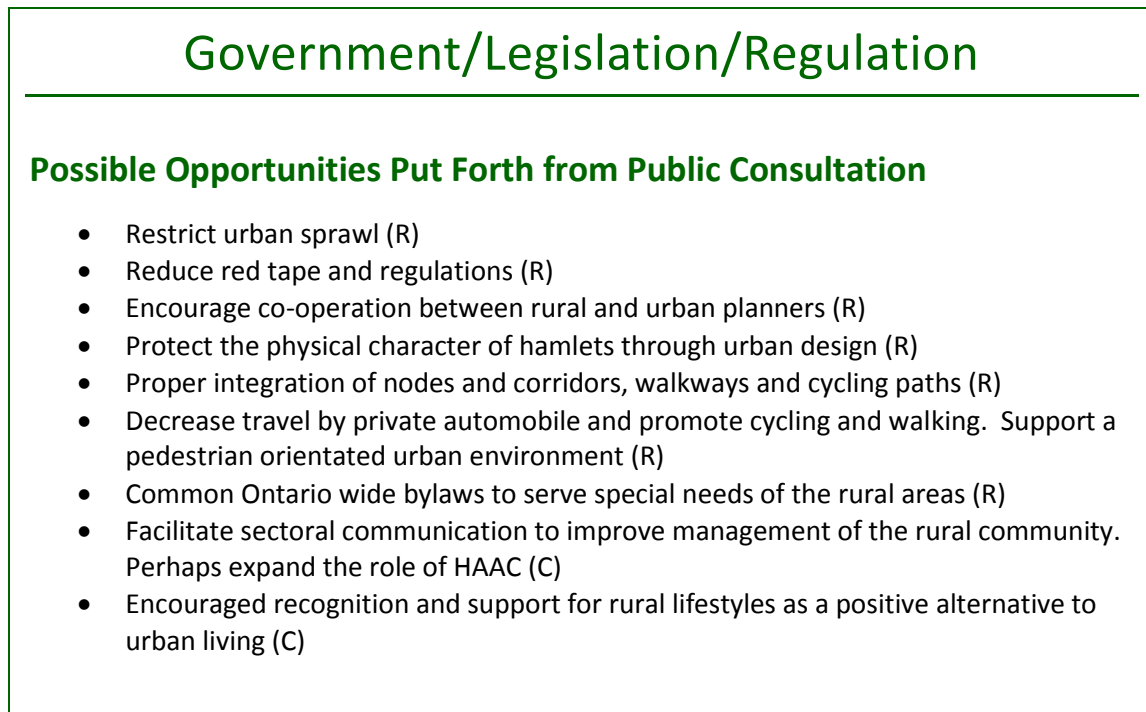 Government/Legislation/Regulation
Possible Opportunities Put Forth from Public Consultation
• Restrict urban sprawl (R)
• Reduce red tape and regulations (R)
• Encourage co-operation between rural and urban planners (R)
• Protect the physical character of hamlets through urban design (R)
• Proper integration of nodes and corridors, walkways and cycling paths (R)
• Decrease travel by private automobile and promote cycling and walking.  Support a
pedestrian orientated urban environment (R)
• Common Ontario wide bylaws to serve special needs of the rural areas (R)
• Facilitate sectoral communication to improve management of the rural community.
Perhaps expand the role of HAAC (C)
• Encouraged recognition and support for rural lifestyles as a positive alternative to
urban living (C)